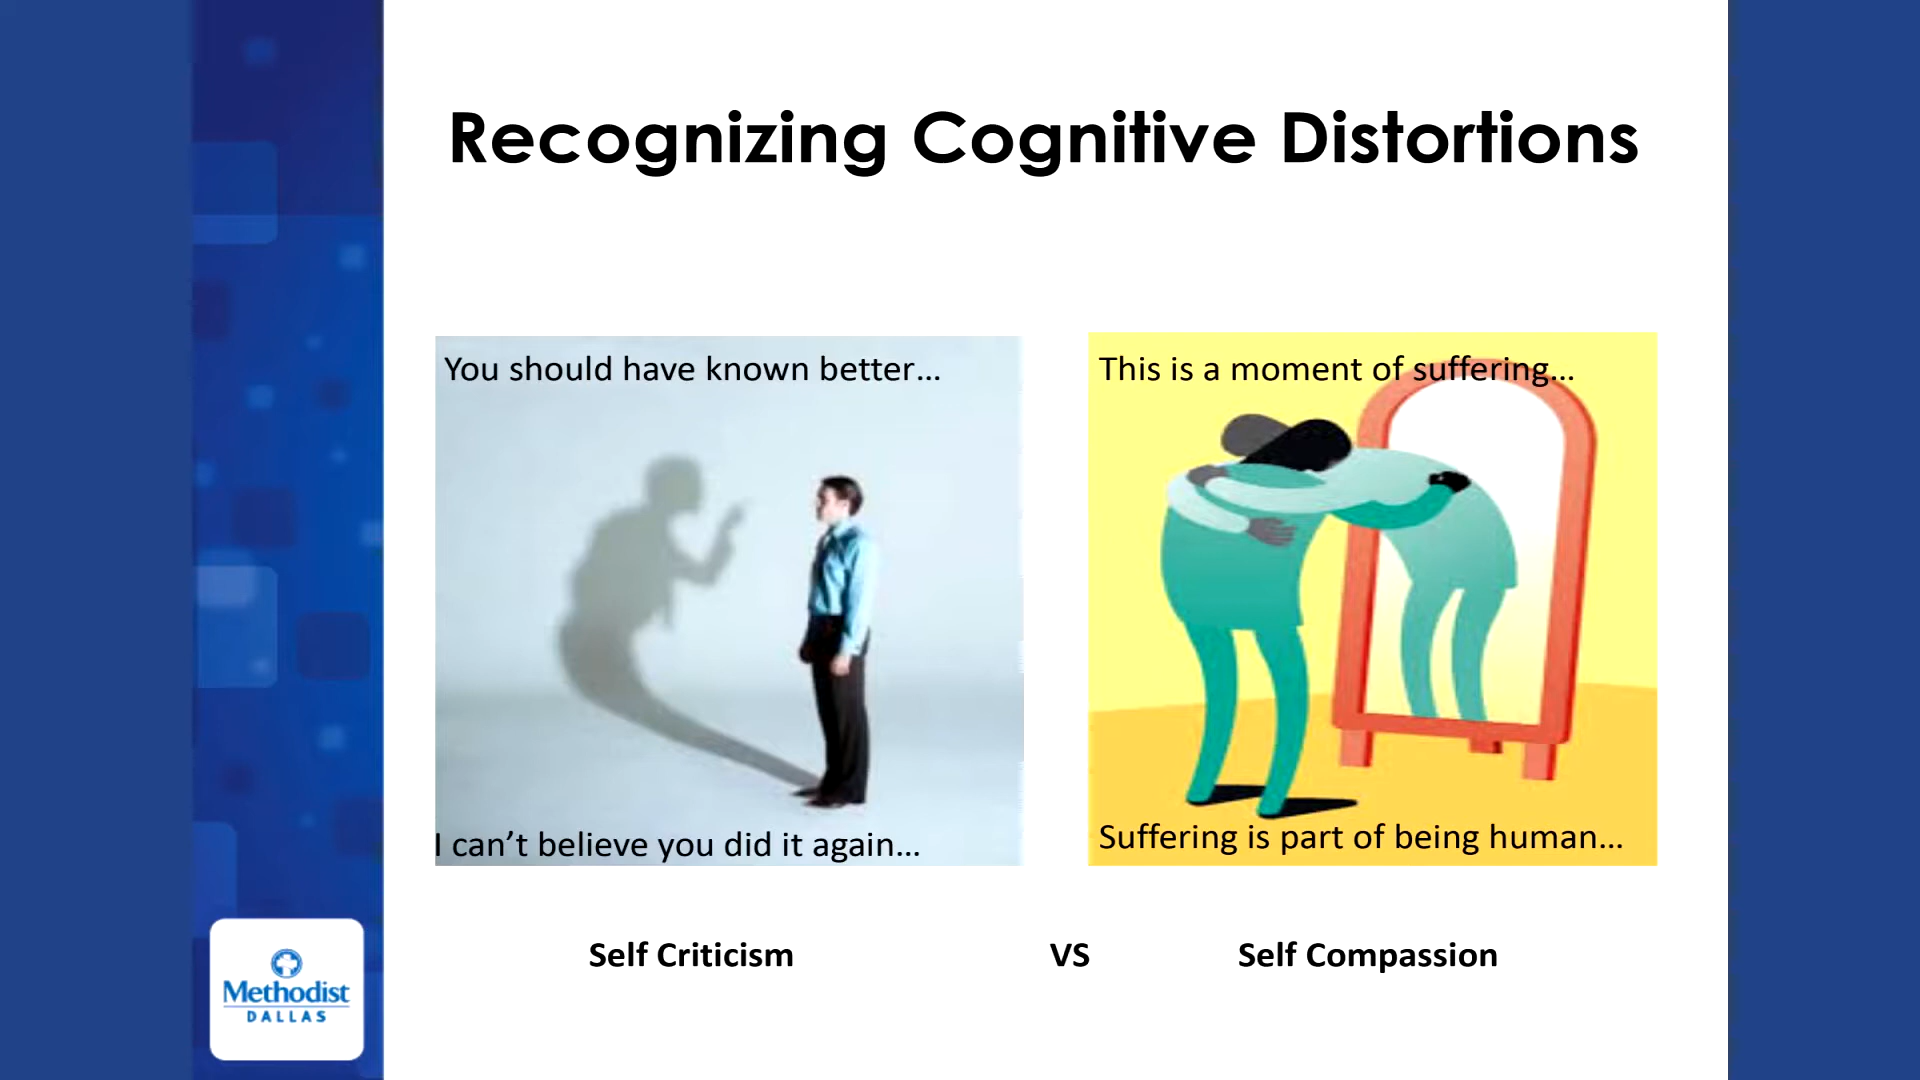 Recognizing Cognitive Distortions
You should have known better...
This is a moment of suffering...
I can’t believe you did it again...
Suffering is part of being human...
Self Criticism VS Self Compassion
Methodist
DALLAS